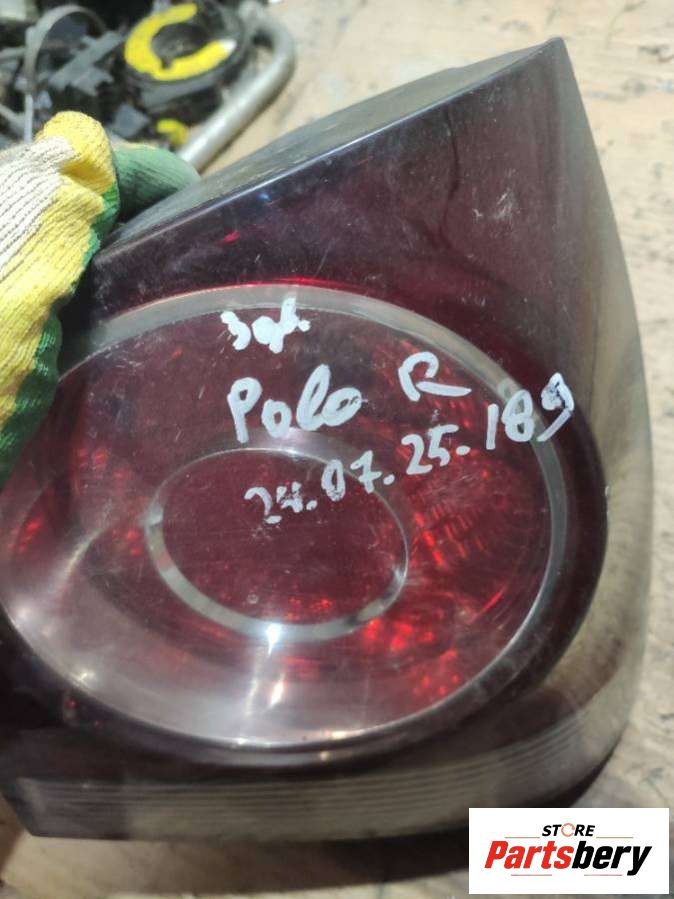 Polo R
24.07.25.189
STORE
Partsbery